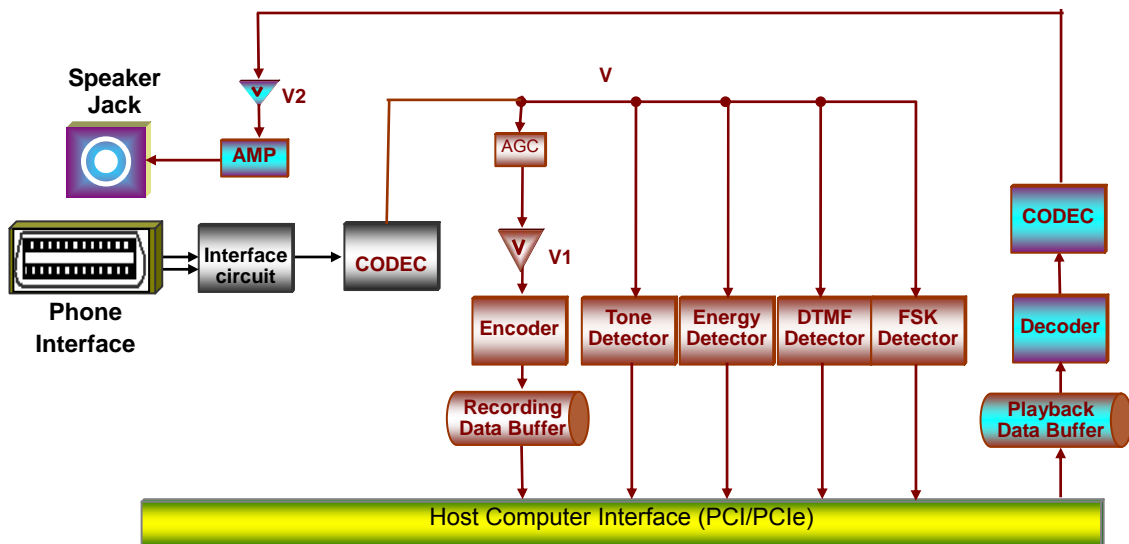 Speaker
Jack
V
V2
AMP
V
AGC
V
V1
CODEC
Interface
circuit
CODEC
Phone
Interface
Encoder
Tone
Detector
Energy
Detector
DTMF
Detector
FSK
Detector
Decoder
Recording
Data Buffer
Playback
Data Buffer
Host Computer Interface (PCI/PCIe)